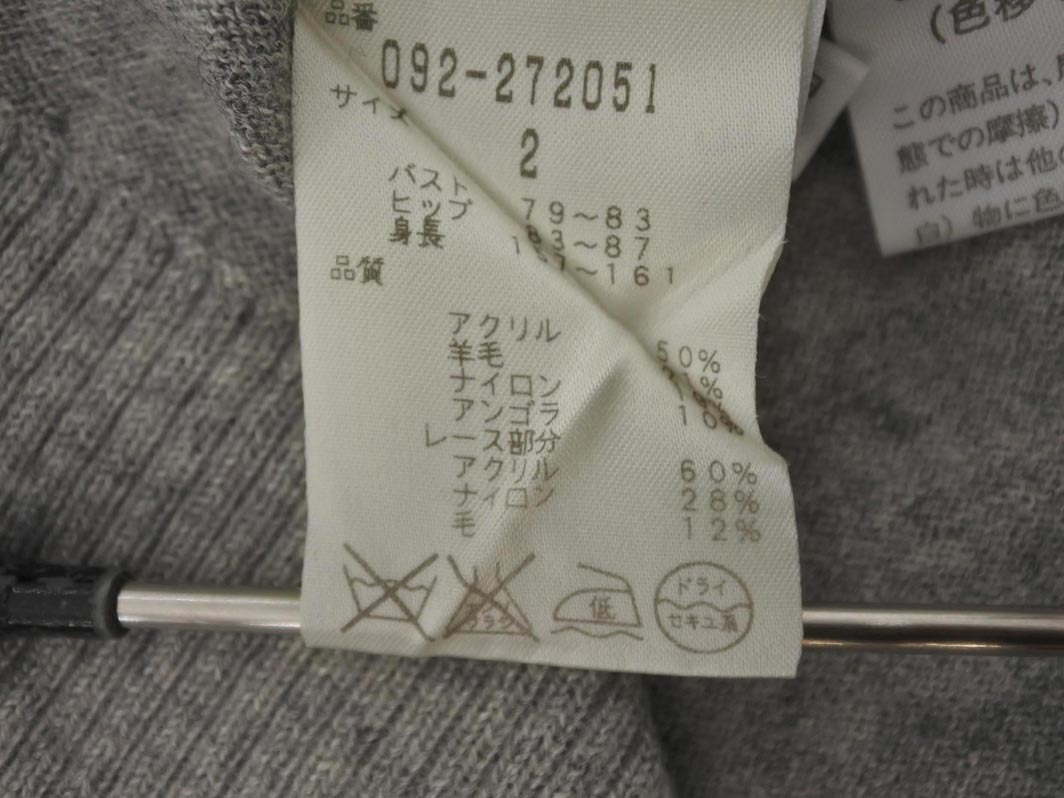 品番
092-272051
サイズ
2
バスト 79～83
ヒップ 83～87
身長 161
品質
アクリル 50%
羊毛
ナイロン
アンゴラ
レース部分
アクリル 60%
ナイロン 28%
毛 12%
低
ドライ
セキユ系
(色移
この商品は、
態での摩擦)
れた時は他の
白) 物に色